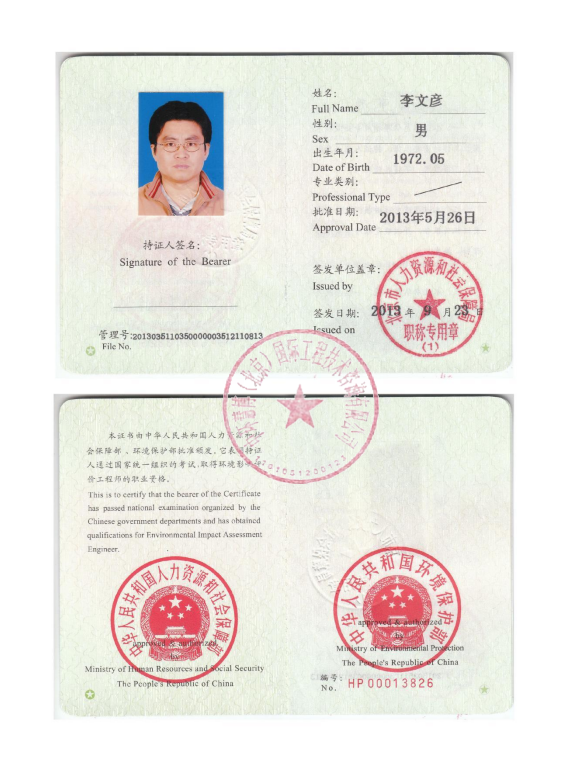 姓名:
Full Name 李文彦
性别:
Sex 男
出生年月:
Date of Birth 1972.05
专业类别:
Professional Type
批准日期:
Approval Date 2013年5月26日
持证人签名:
Signature of the Bearer
签发单位盖章:
Issued by
北京市人力资源和社会保障局
职称专用章
(1)
签发日期: 2013 年 9 月 23 日
Issued on
管理号:2013035110350000003512110813
File No.
本证书由中华人民共和国人力资源和社
会保障部、环境保护部批准颁发。它表明持证
人通过国家统一组织的考试,取得环境影响评
价工程师的职业资格。
This is to certify that the bearer of the Certificate
has passed national examination organized by the
Chinese government departments and has obtained
qualifications for Environmental Impact Assessment
Engineer.
中华人民共和国人力资源和社会保障部
approved & authorized
by
Ministry of Human Resources and Social Security
The People's Republic of China
中华人民共和国环境保护部
approved & authorized
by
Ministry of Environmental Protection
The People's Republic of China
编号:
No. HP 00013826